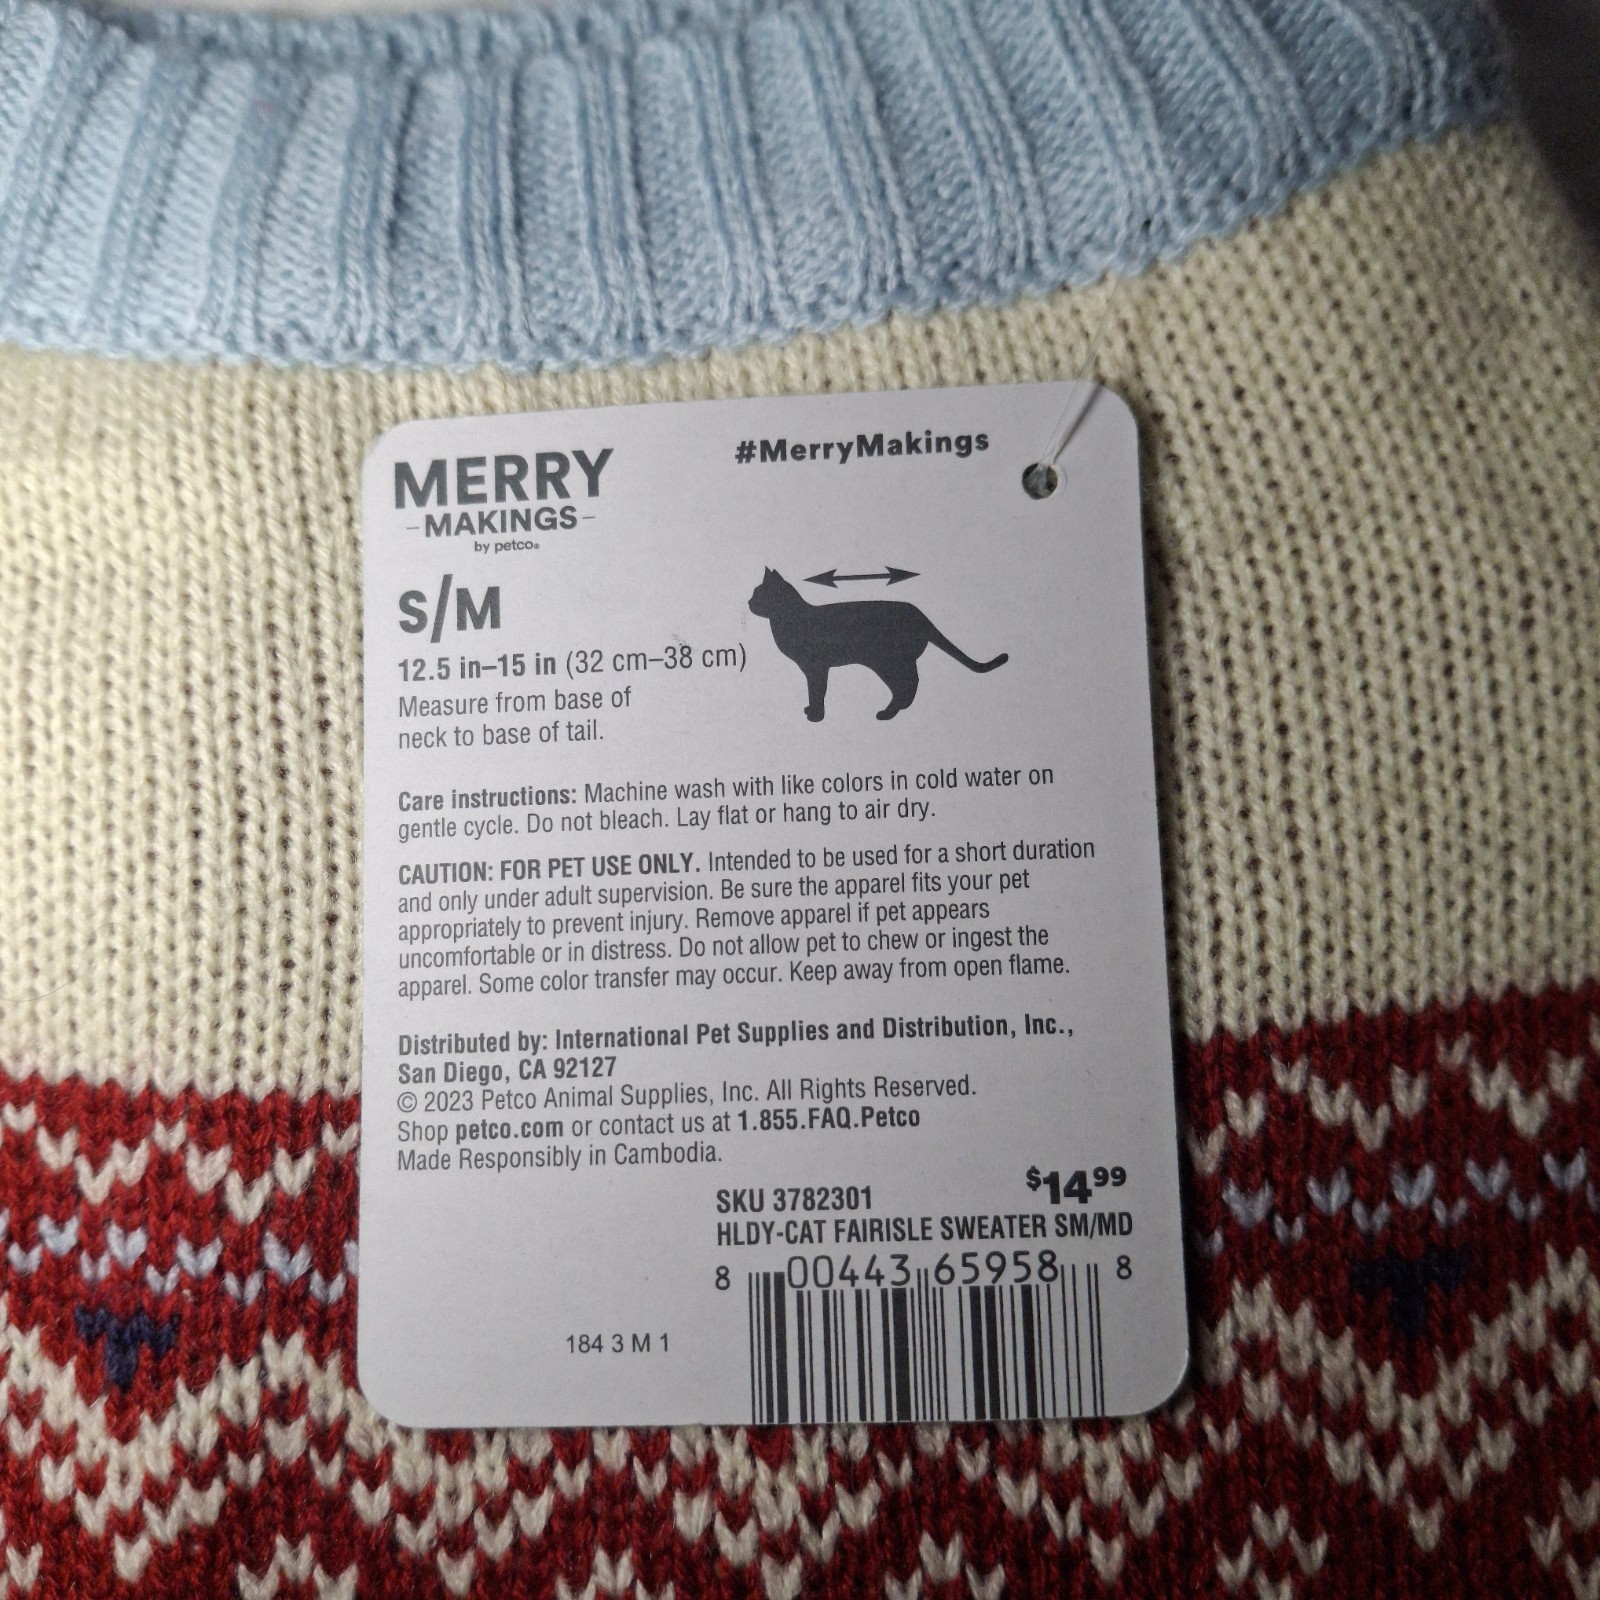 MERRY
-MAKINGS-
by petco®
#MerryMakings
S/M
12.5 in–15 in (32 cm–38 cm)
Measure from base of
neck to base of tail.
Care instructions: Machine wash with like colors in cold water on
gentle cycle. Do not bleach. Lay flat or hang to air dry.
CAUTION: FOR PET USE ONLY. Intended to be used for a short duration
and only under adult supervision. Be sure the apparel fits your pet
appropriately to prevent injury. Remove apparel if pet appears
uncomfortable or in distress. Do not allow pet to chew or ingest the
apparel. Some color transfer may occur. Keep away from open flame.
Distributed by: International Pet Supplies and Distribution, Inc.,
San Diego, CA 92127
© 2023 Petco Animal Supplies, Inc. All Rights Reserved.
Shop petco.com or contact us at 1.855.FAQ.Petco
Made Responsibly in Cambodia.
SKU 3782301 $14.99
HLDY-CAT FAIRISLE SWEATER SM/MD
8 00443 65958 8
184 3 M 1